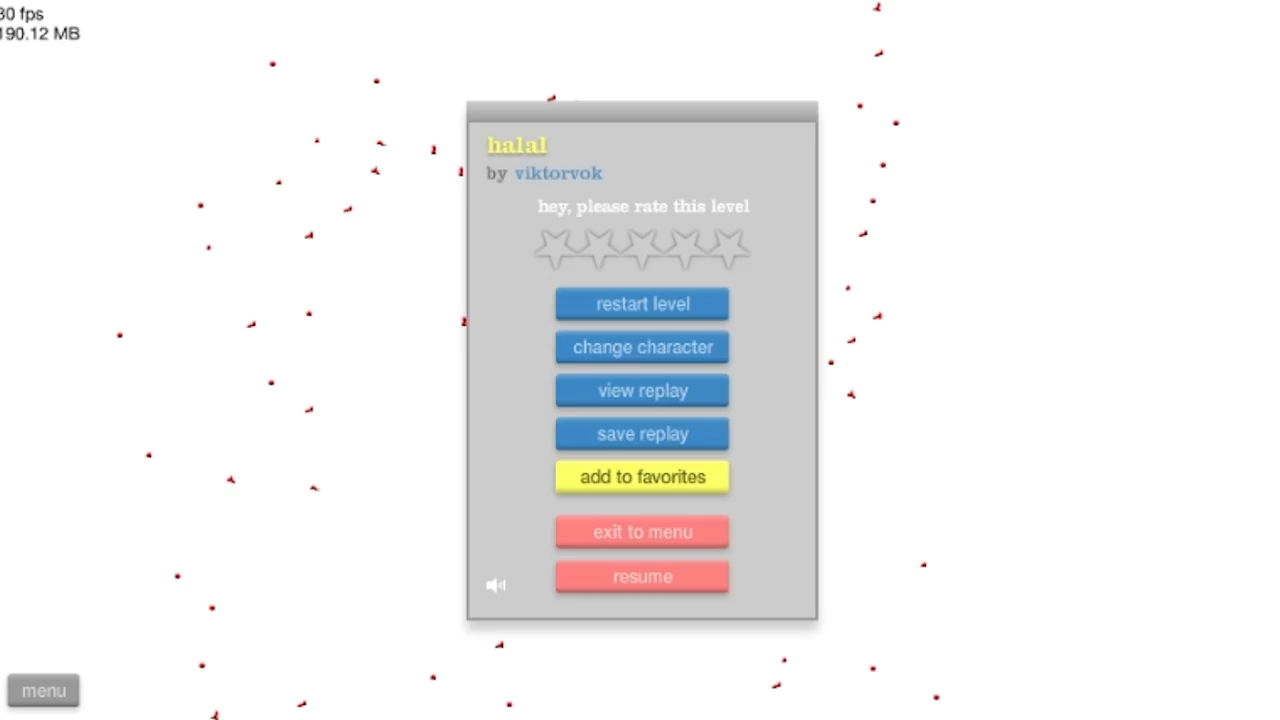 30 fps
190.12 MB
halal
by viktorvok
hey, please rate this level
restart level
change character
view replay
save replay
add to favorites
exit to menu
resume
menu